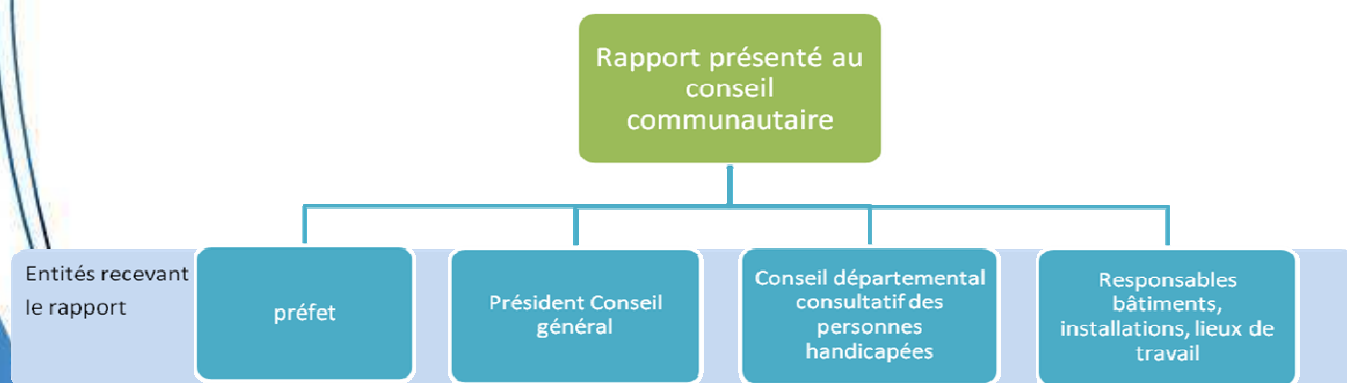 Rapport présenté au
conseil
communautaire
Entités recevant
le rapport
préfet
Président Conseil
général
Conseil départemental
consultatif des
personnes
handicapées
Responsables
bâtiments,
installations, lieux de
travail